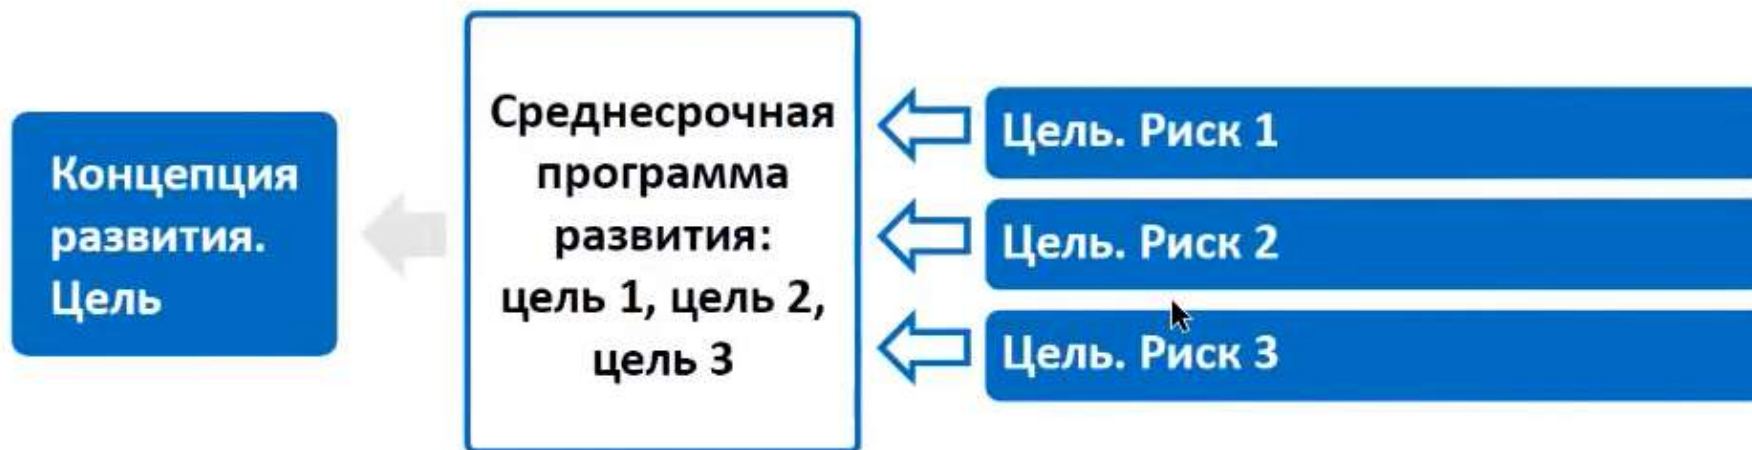 Концепция
развития.
Цель
Среднесрочная
программа
развития:
цель 1, цель 2,
цель 3
Цель. Риск 1
Цель. Риск 2
Цель. Риск 3